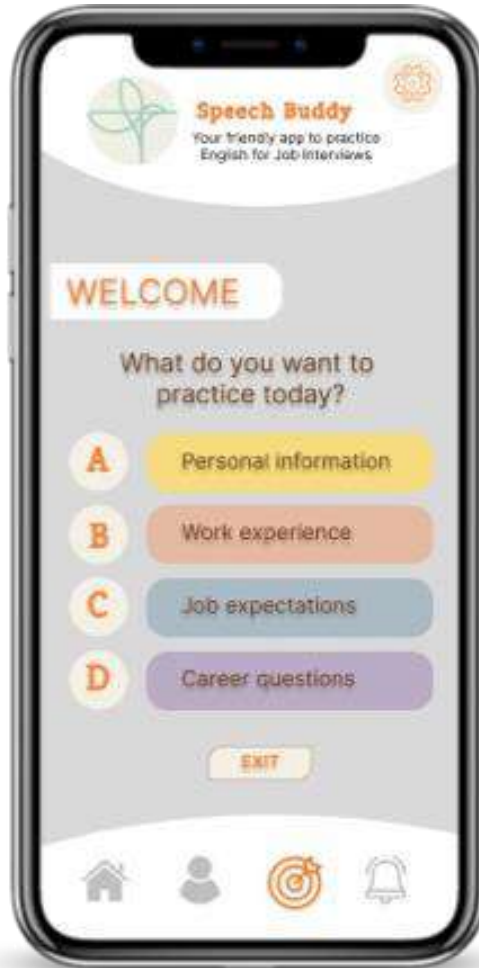 Speech Buddy
Your friendly app to practice
English for Job Interviews
WELCOME
What do you want to
practice today?
A
Personal information
B
Work experience
C
Job expectations
D
Career questions
EXIT